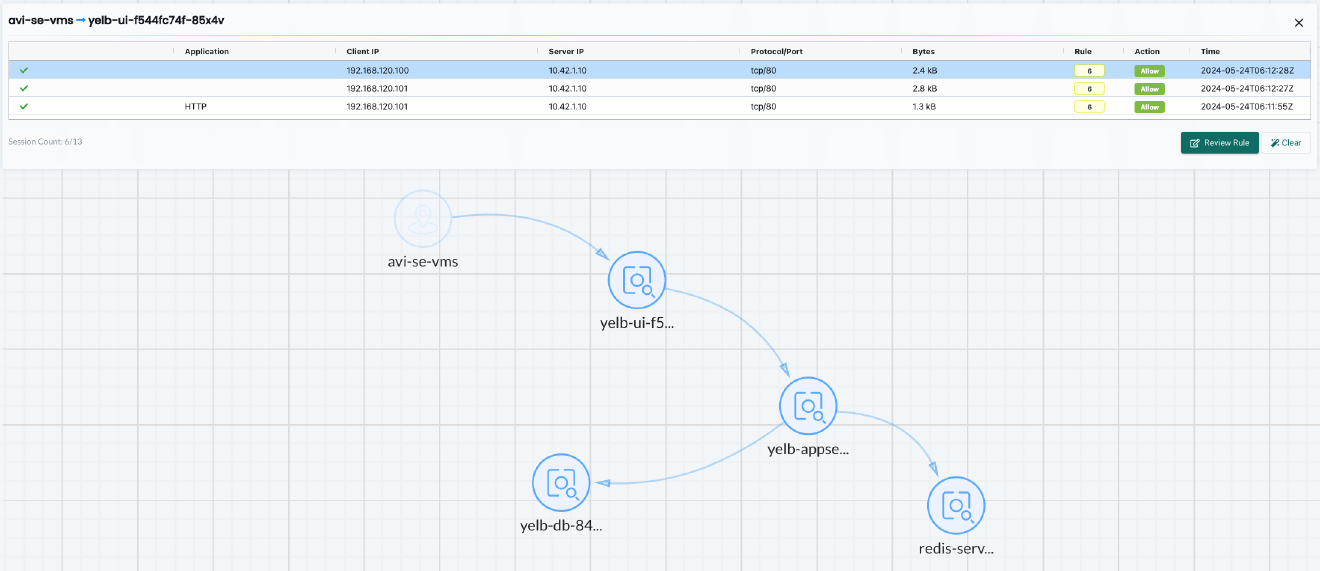 avi-se-vms → yelb-ui-f544fc74f-85x4v
Application Client IP Server IP Protocol/Port Bytes Rule Action Time
192.168.120.100 10.42.1.10 tcp/80 2.4 kB 6 Allow 2024-05-24T06:12:28Z
192.168.120.101 10.42.1.10 tcp/80 2.8 kB 6 Allow 2024-05-24T06:12:27Z
HTTP 192.168.120.101 10.42.1.10 tcp/80 1.3 kB 6 Allow 2024-05-24T06:11:55Z
Session Count: 6/13 Review Rule Clear
avi-se-vms
yelb-ui-f5...
yelb-appse...
yelb-db-84...
redis-serv...